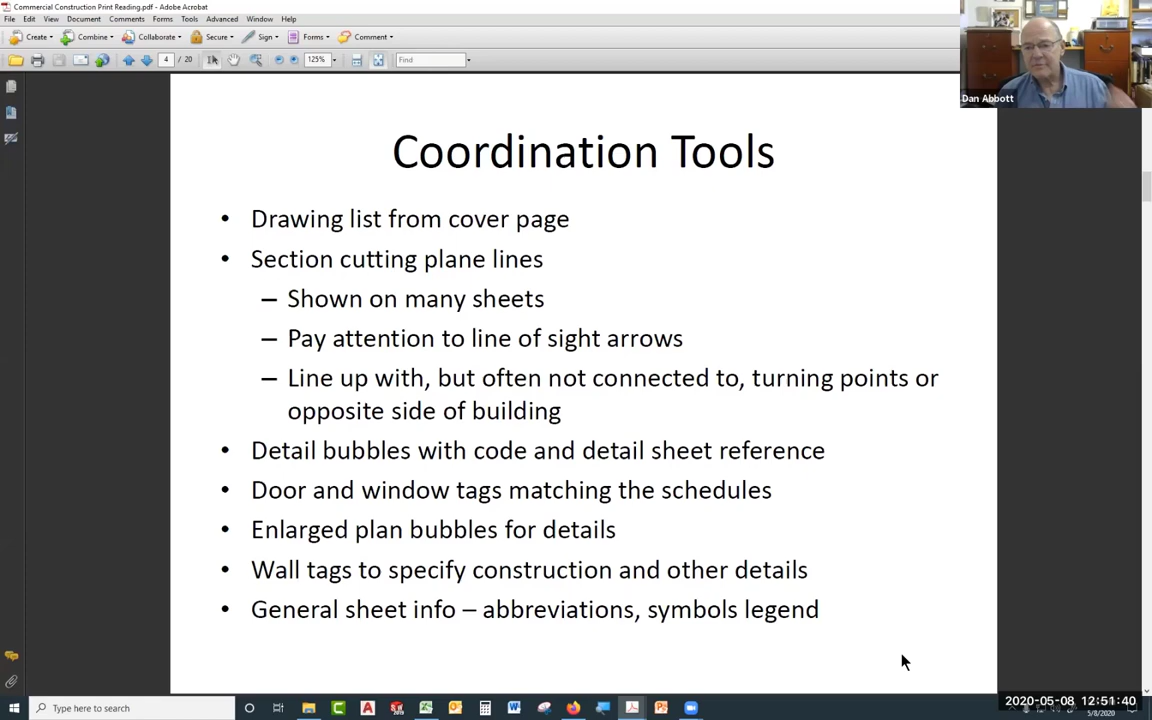 Commercial Construction Print Reading.pdf - Adobe Acrobat
File Edit View Document Comments Forms Tools Advanced Window Help
Create Combine Collaborate Secure Sign Forms Comment
4 / 20 125% Find
Dan Abbott
Coordination Tools
• Drawing list from cover page
• Section cutting plane lines
– Shown on many sheets
– Pay attention to line of sight arrows
– Line up with, but often not connected to, turning points or
opposite side of building
• Detail bubbles with code and detail sheet reference
• Door and window tags matching the schedules
• Enlarged plan bubbles for details
• Wall tags to specify construction and other details
• General sheet info – abbreviations, symbols legend
Type here to search
2020-05-08 12:51:40
5/8/2020